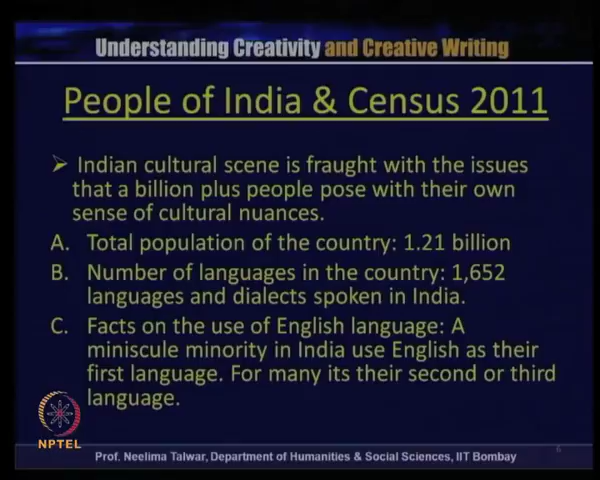 Understanding Creativity and Creative Writing
People of India & Census 2011
➢ Indian cultural scene is fraught with the issues
that a billion plus people pose with their own
sense of cultural nuances.
A. Total population of the country: 1.21 billion
B. Number of languages in the country: 1,652
languages and dialects spoken in India.
C. Facts on the use of English language: A
miniscule minority in India use English as their
first language. For many its their second or third
language.
NPTEL
Prof. Neelima Talwar, Department of Humanities & Social Sciences, IIT Bombay
6